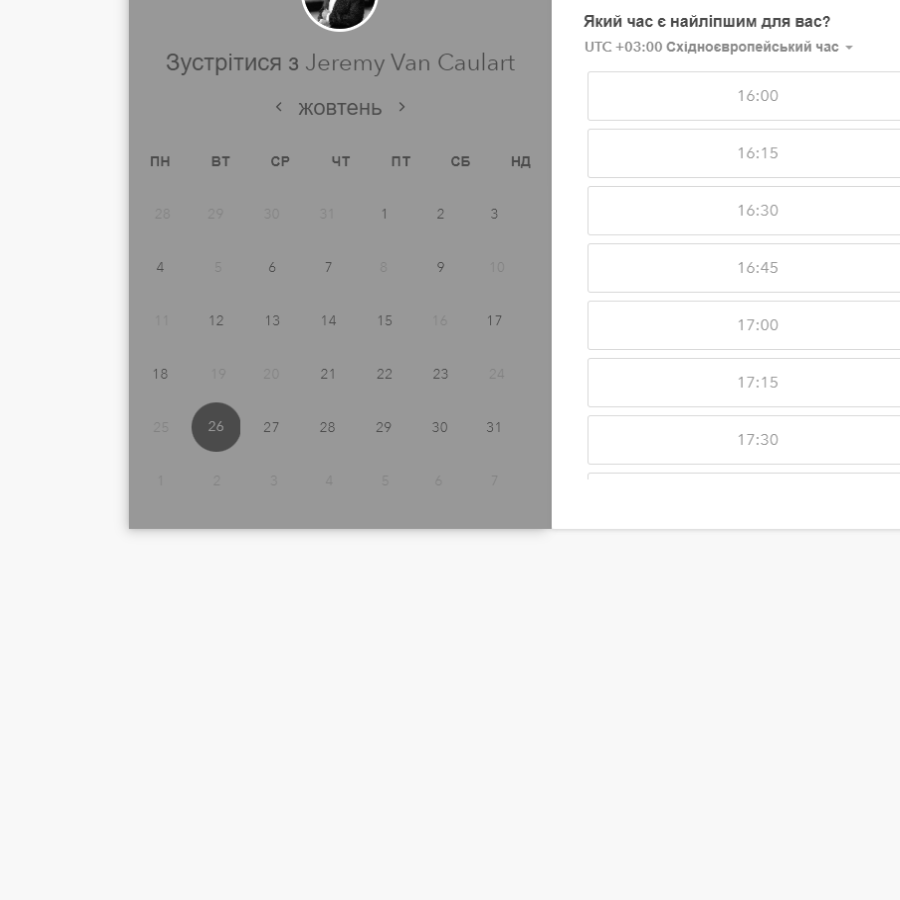 Зустрітися з Jeremy Van Caulart
жовтень
ПН ВТ СР ЧТ ПТ СБ НД
28 29 30 31 1 2 3
4 5 6 7 8 9 10
11 12 13 14 15 16 17
18 19 20 21 22 23 24
25 26 27 28 29 30 31
1 2 3 4 5 6 7
Який час є найліпшим для вас?
UTC +03:00 Східноєвропейський час
16:00
16:15
16:30
16:45
17:00
17:15
17:30